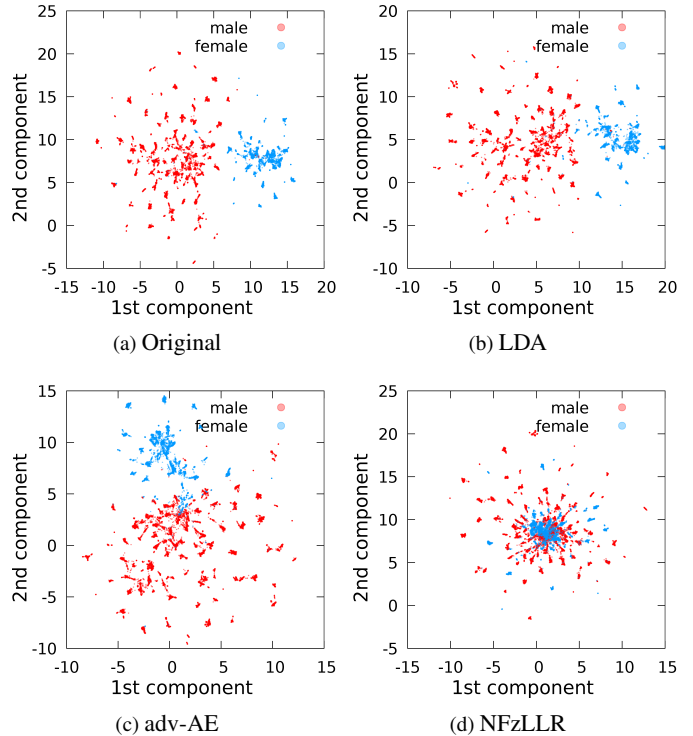 male
female
25
20
15
10
5
0
-5
-15 -10 -5 0 5 10 15 20
2nd component
1st component
(a) Original
male
female
20
15
10
5
0
-5
-10
-10 -5 0 5 10 15 20
2nd component
1st component
(b) LDA
male
female
15
10
5
0
-5
-10
-10 -5 0 5 10 15
2nd component
1st component
(c) adv-AE
male
female
25
20
15
10
5
0
-5
-15 -10 -5 0 5 10 15
2nd component
1st component
(d) NFzLLR